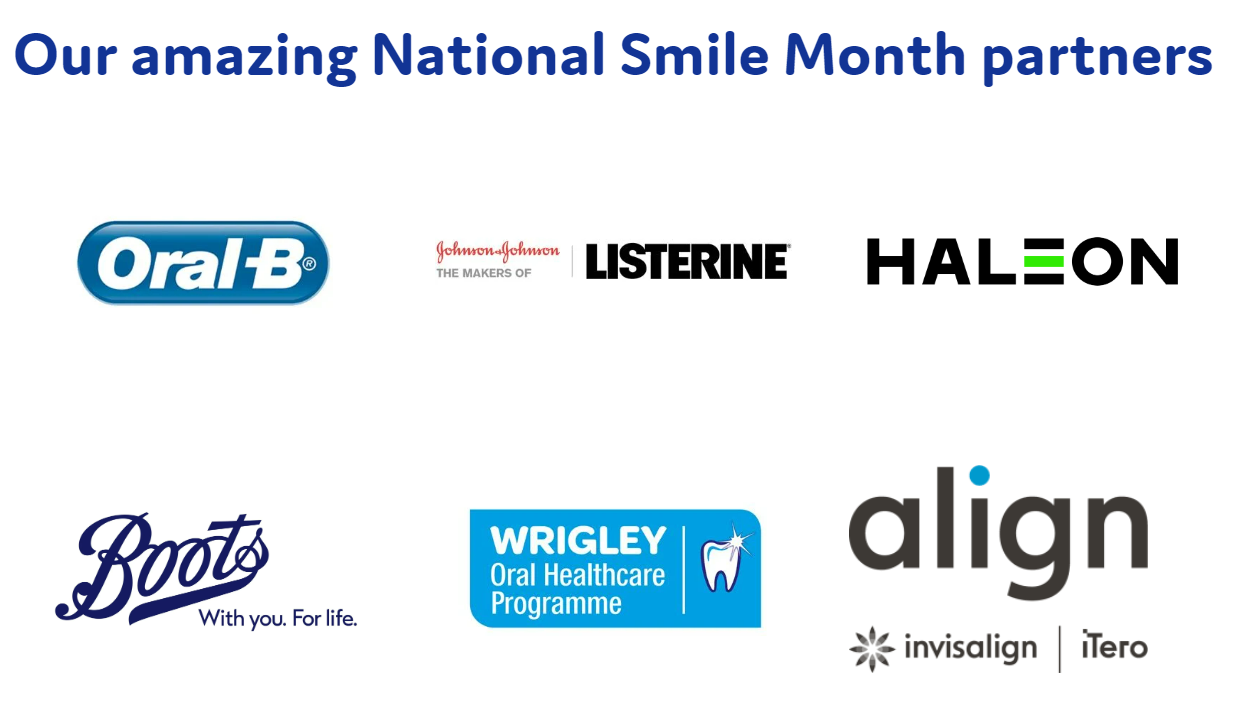 Our amazing National Smile Month partners
Oral-B®
Johnson & Johnson
THE MAKERS OF
LISTERINE®
HALEON
Boots
With you. For life.
WRIGLEY
Oral Healthcare
Programme
align
invisalign | iTero